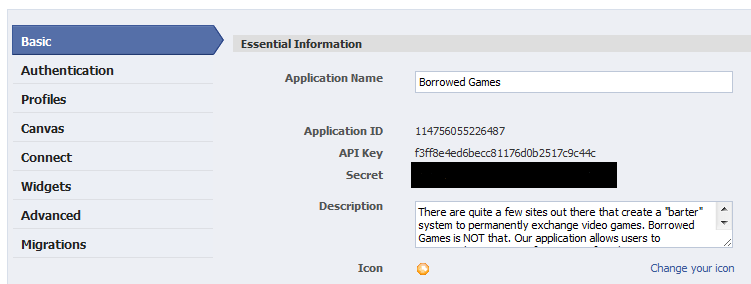 Basic
Authentication
Profiles
Canvas
Connect
Widgets
Advanced
Migrations
Essential Information
Application Name Borrowed Games
Application ID 114756055226487
API Key f3ff8e4ed6becc81176d0b2517c9c44c
Secret
Description There are quite a few sites out there that create a "barter"
system to permanently exchange video games. Borrowed
Games is NOT that. Our application allows users to
Icon Change your icon